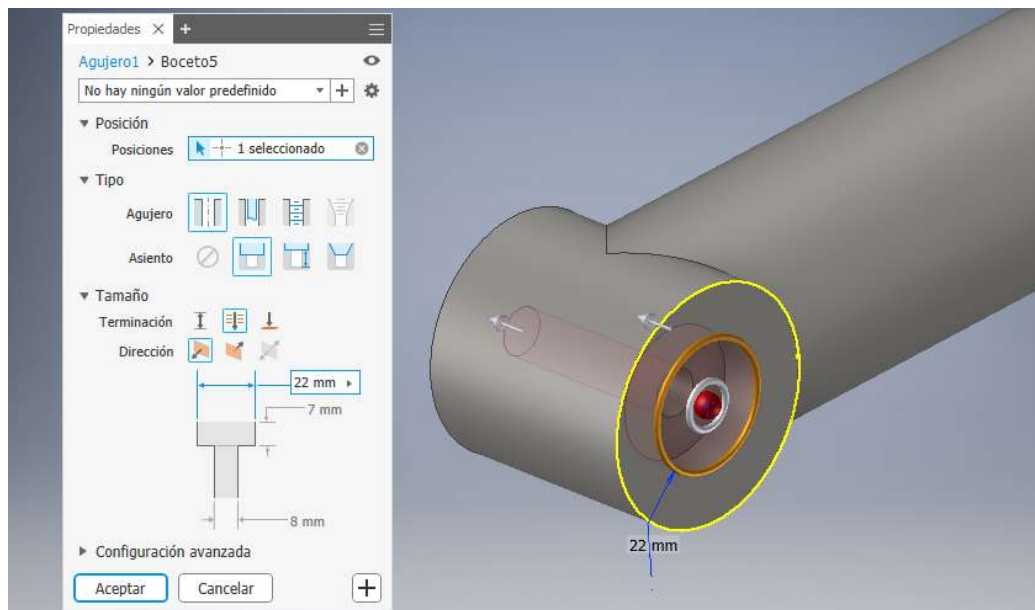 Propiedades
Agujero1 > Boceto5
No hay ningún valor predefinido
Posición
Posiciones 1 seleccionado
Tipo
Agujero
Asiento
Tamaño
Terminación
Dirección
22 mm
7 mm
8 mm
Configuración avanzada
Aceptar Cancelar
22 mm